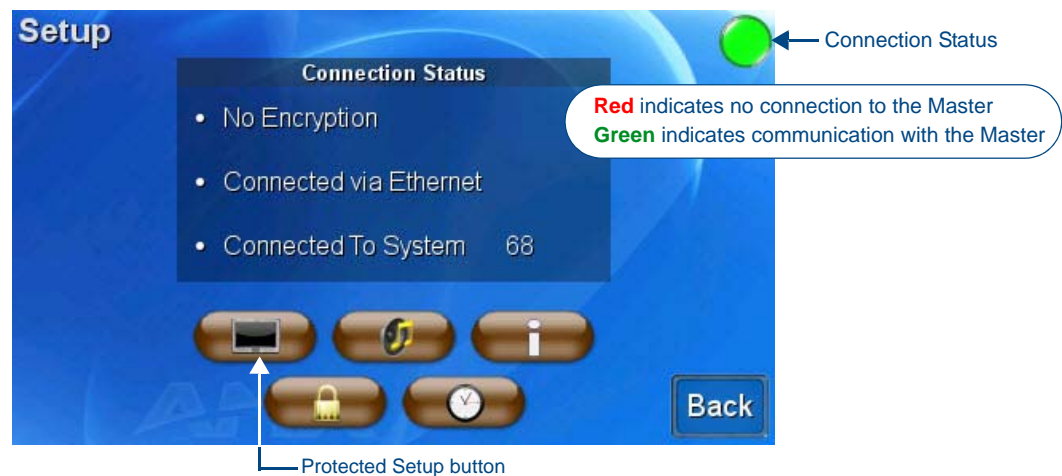 Setup
Connection Status
Connection Status
Red indicates no connection to the Master
Green indicates communication with the Master
• No Encryption
• Connected via Ethernet
• Connected To System 68
Back
Protected Setup button